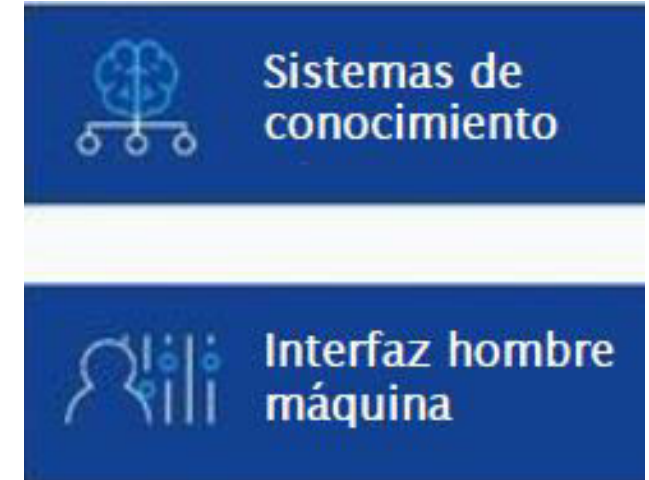 Sistemas de
conocimiento
Interfaz hombre
máquina